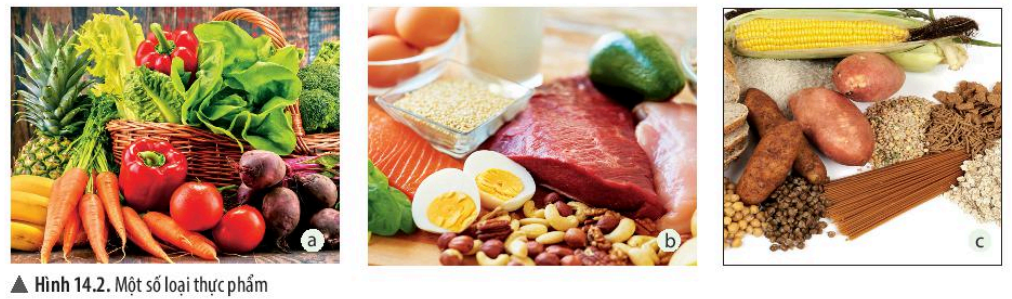 a
b
c
▲ Hình 14.2. Một số loại thực phẩm